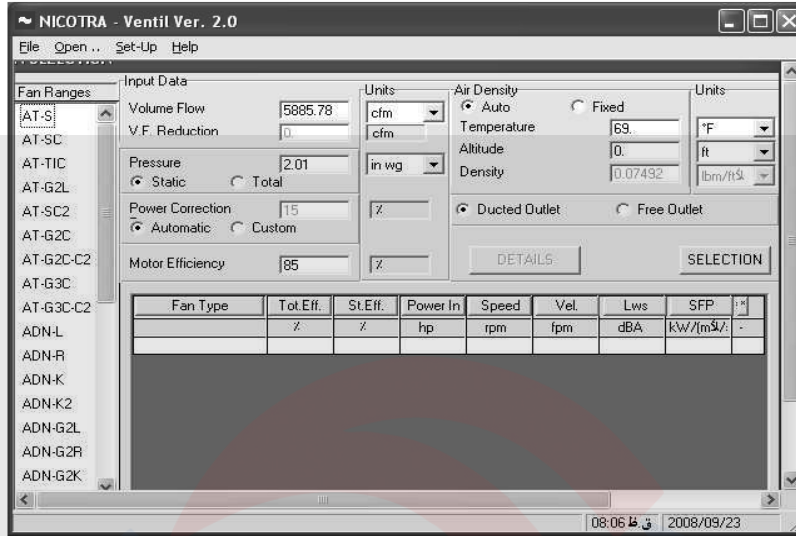 NICOTRA - Ventil Ver. 2.0
File Open .. Set-Up Help
Fan Ranges
AT-S
AT-SC
AT-TIC
AT-G2L
AT-SC2
AT-G2C
AT-G2C-C2
AT-G3C
AT-G3C-C2
ADN-L
ADN-R
ADN-K
ADN-K2
ADN-G2L
ADN-G2R
ADN-G2K
Input Data
Units
Volume Flow 5885.78 cfm
V.F. Reduction 0 cfm
Pressure 2.01 in wg
Static Total
Power Correction 15 %
Automatic Custom
Motor Efficiency 85 %
Air Density
Units
Auto Fixed
Temperature 69. °F
Altitude 0. ft
Density 0.07492
Ducted Outlet Free Outlet
DETAILS SELECTION
Fan Type Tot.Eff. St.Eff. Power In Speed Vel. Lws SFP
% % hp rpm fpm dBA -
08:06 ق.ظ 2008/09/23